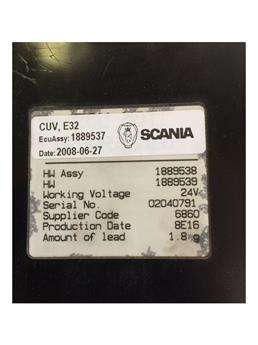 CUV, E32
EcuAssy: 1889537
Date: 2008-06-27
SCANIA
HW Assy 1889538
HW 1889539
Working Voltage 24V
Serial No. 02040791
Supplier Code 6860
Production Date 8E16
Amount of lead 1.8 g